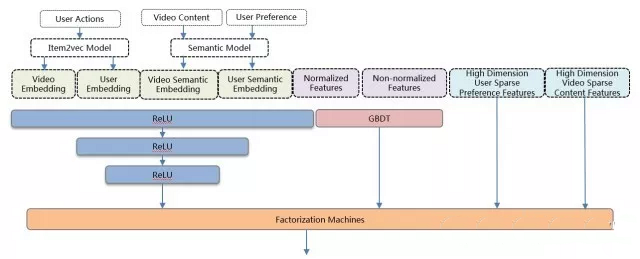 User Actions
Video Content
User Preference
Item2vec Model
Semantic Model
Video
Embedding
User
Embedding
Video Semantic
Embedding
User Semantic
Embedding
Normalized
Features
Non-normalized
Features
High Dimension
User Sparse
Preference Features
High Dimension
Video Sparse
Content Features
ReLU
GBDT
ReLU
ReLU
Factorization Machines